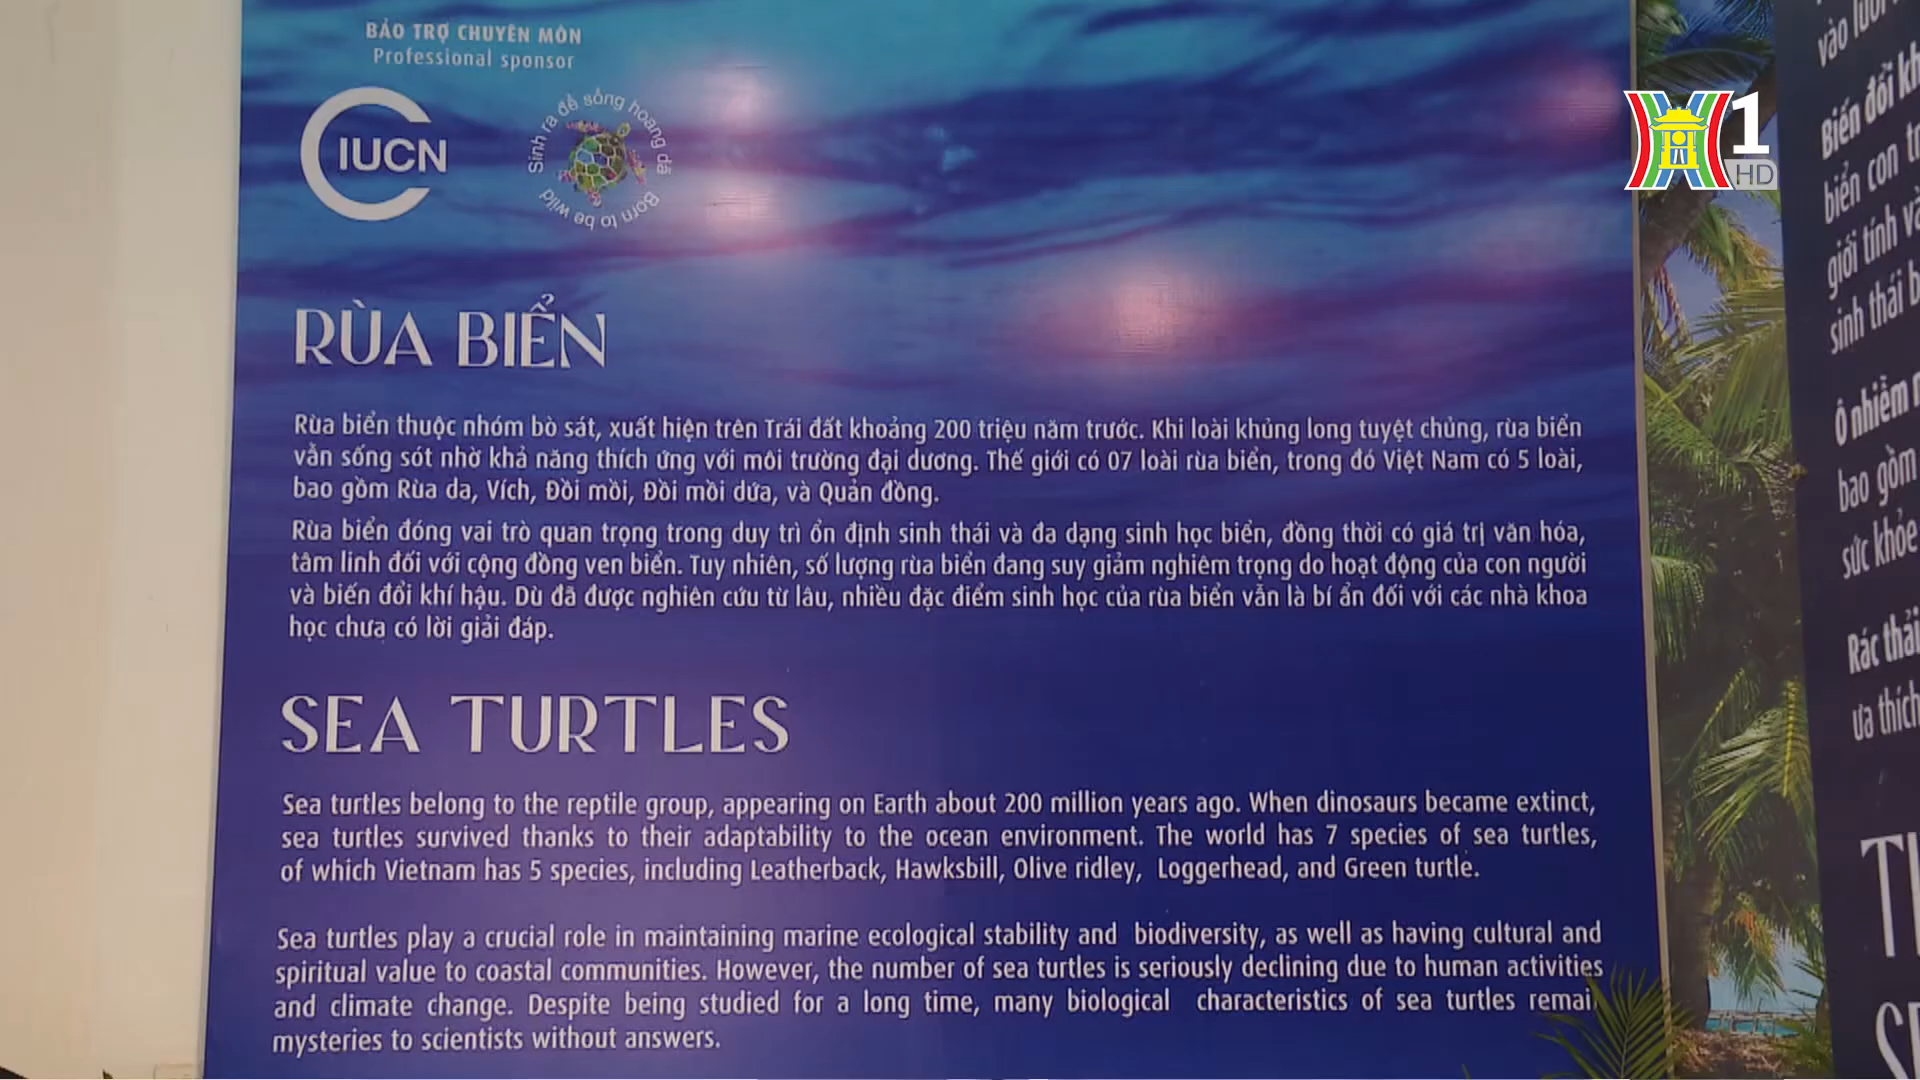 BẢO TRỢ CHUYÊN MÔN
Professional sponsor
IUCN
Sinh ra để sống hoang dã
Born to be wild
1
HD
RÙA BIỂN
Rùa biển thuộc nhóm bò sát, xuất hiện trên Trái đất khoảng 200 triệu năm trước. Khi loài khủng long tuyệt chủng, rùa biển
vẫn sống sót nhờ khả năng thích ứng với môi trường đại dương. Thế giới có 07 loài rùa biển, trong đó Việt Nam có 5 loài,
bao gồm Rùa da, Vích, Đồi mồi, Đồi mồi dứa, và Quản đồng.
Rùa biển đóng vai trò quan trọng trong duy trì ổn định sinh thái và đa dạng sinh học biển, đồng thời có giá trị văn hóa,
tâm linh đối với cộng đồng ven biển. Tuy nhiên, số lượng rùa biển đang suy giảm nghiêm trọng do hoạt động của con người
và biến đổi khí hậu. Dù đã được nghiên cứu từ lâu, nhiều đặc điểm sinh học của rùa biển vẫn là bí ẩn đối với các nhà khoa
học chưa có lời giải đáp.
SEA TURTLES
Sea turtles belong to the reptile group, appearing on Earth about 200 million years ago. When dinosaurs became extinct,
sea turtles survived thanks to their adaptability to the ocean environment. The world has 7 species of sea turtles,
of which Vietnam has 5 species, including Leatherback, Hawksbill, Olive ridley, Loggerhead, and Green turtle.
Sea turtles play a crucial role in maintaining marine ecological stability and biodiversity, as well as having cultural and
spiritual value to coastal communities. However, the number of sea turtles is seriously declining due to human activities
and climate change. Despite being studied for a long time, many biological characteristics of sea turtles remain
mysteries to scientists without answers.
vào
Biến đổi
biển con
giới tính
sinh thái
Ô nhiễm
bao gồm
sức khỏe
Rác thải
ưa thích